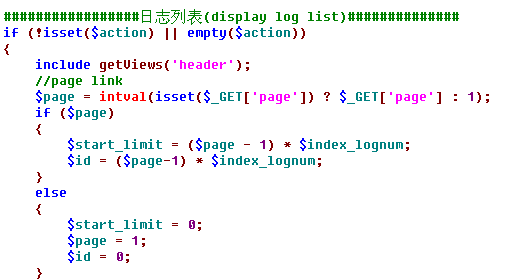 #################日志列表(display log list)##############
if (!isset($action) || empty($action))
{
    include getViews('header');
    //page link
    $page = intval(isset($_GET['page']) ? $_GET['page'] : 1);
    if ($page)
    {
        $start_limit = ($page - 1) * $index_lognum;
        $id = ($page-1) * $index_lognum;
    }
    else
    {
        $start_limit = 0;
        $page = 1;
        $id = 0;
    }